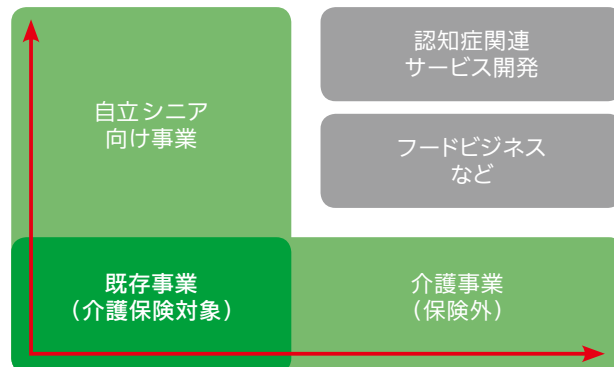 認知症関連
サービス開発
自立シニア
向け事業
フードビジネス
など
既存事業
（介護保険対象）
介護事業
（保険外）